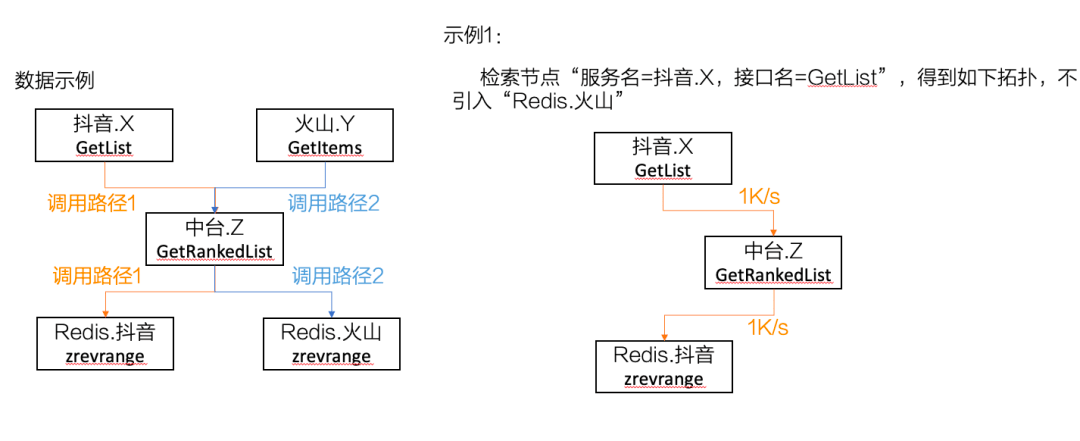 数据示例
抖音.X
GetList
火山.Y
GetItems
调用路径1
调用路径2
中台.Z
GetRankedList
调用路径1
调用路径2
Redis.抖音
zrevrange
Redis.火山
zrevrange
示例1：
检索节点“服务名=抖音.X，接口名=GetList”，得到如下拓扑，不
引入“Redis.火山”
抖音.X
GetList
1K/s
中台.Z
GetRankedList
1K/s
Redis.抖音
zrevrange